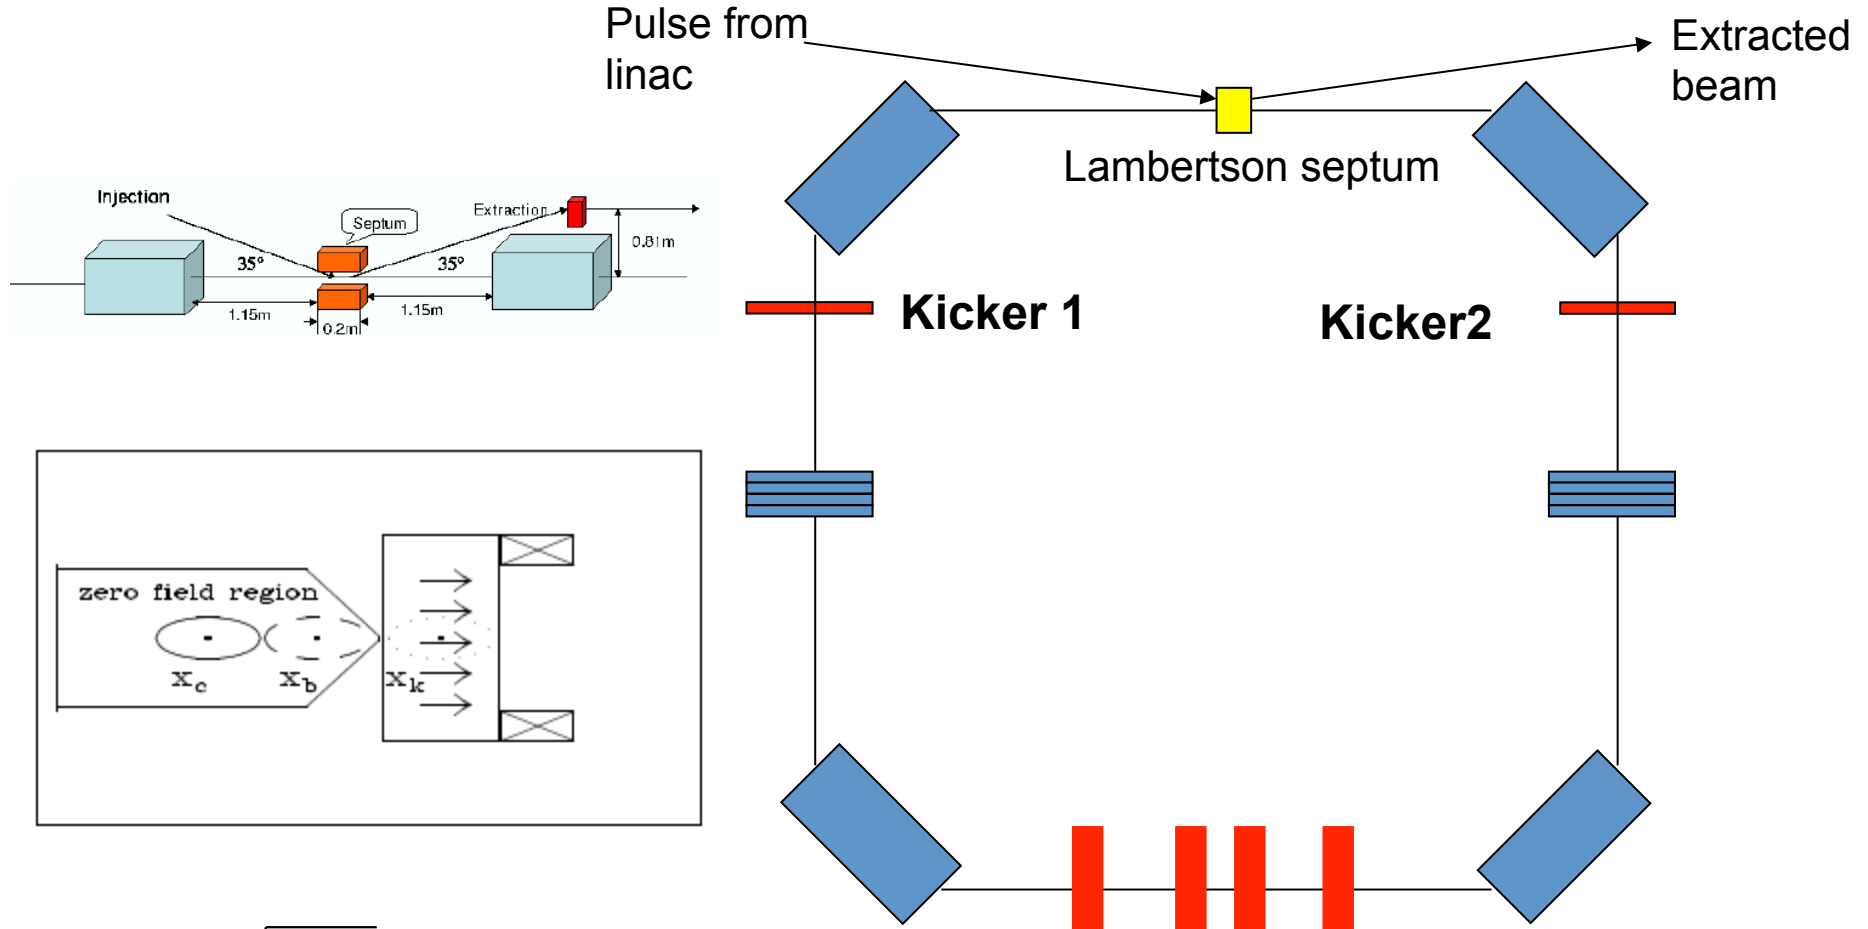 Pulse from
linac
Extracted
beam
Lambertson septum
Injection
Septum
Extraction
0.81m
35°
35°
1.15m
1.15m
0.2m
Kicker 1
Kicker2
zero field region
Xc
Xb
Xk